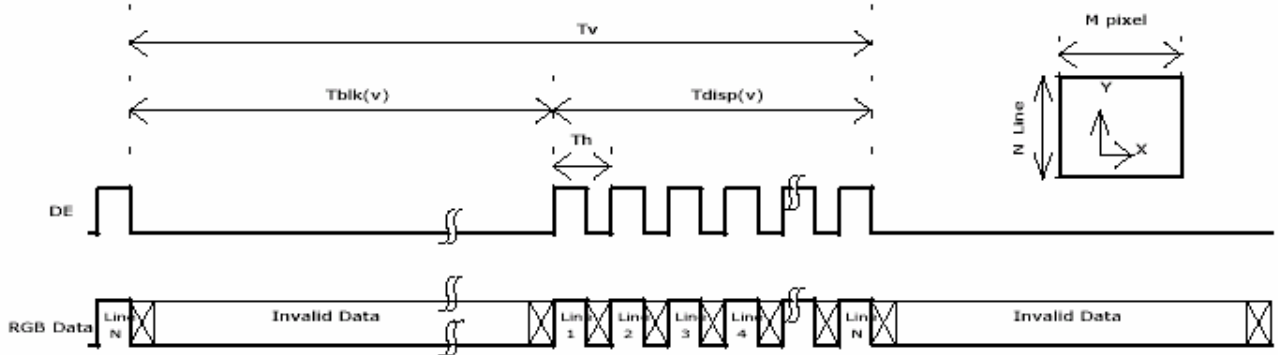 Tv
M pixel
Tblk(v)
Tdisp(v)
Th
N Line
Y
X
DE
RGB Data
Line N
Invalid Data
Line 1
Line 2
Line 3
Line 4
Line N
Invalid Data